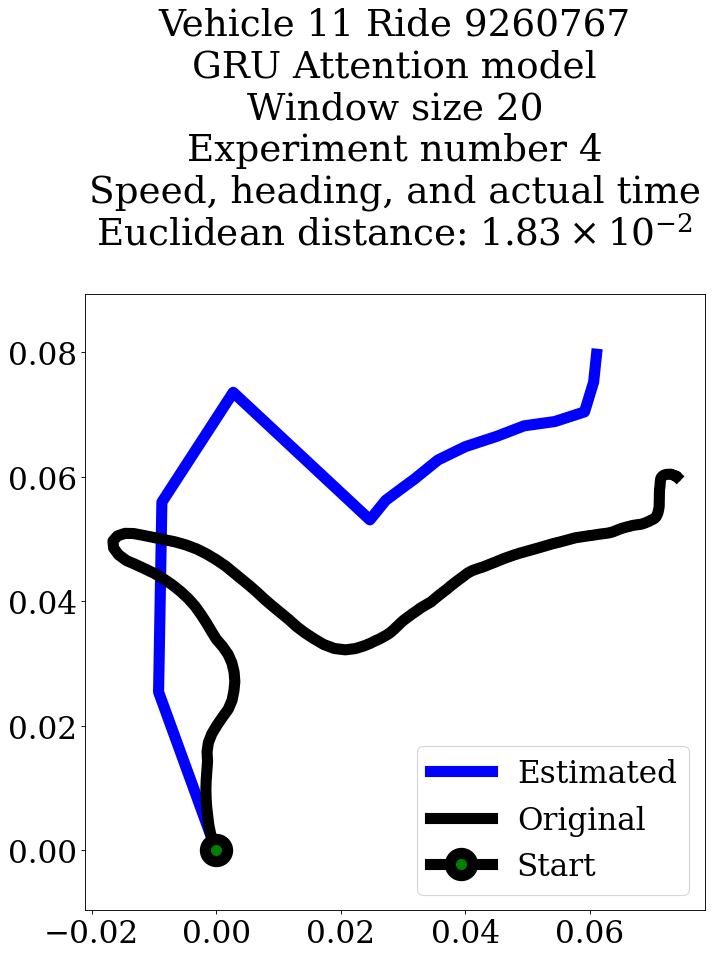 Vehicle 11 Ride 9260767
GRU Attention model
Window size 20
Experiment number 4
Speed, heading, and actual time
Euclidean distance: 1.83 × 10⁻²
0.08
0.06
0.04
0.02
0.00
Estimated
Original
Start
−0.02 0.00 0.02 0.04 0.06